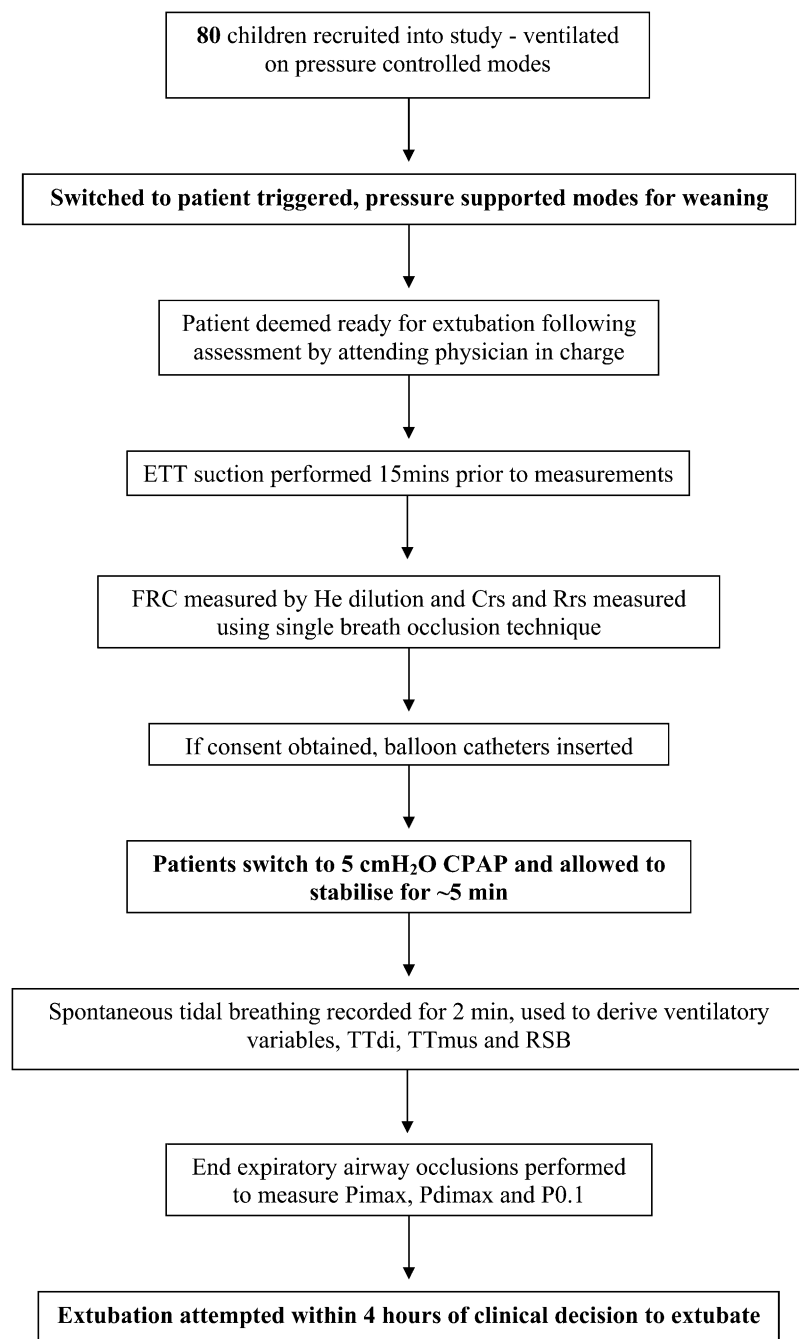 80 children recruited into study - ventilated
on pressure controlled modes
Switched to patient triggered, pressure supported modes for weaning
Patient deemed ready for extubation following
assessment by attending physician in charge
ETT suction performed 15mins prior to measurements
FRC measured by He dilution and Crs and Rrs measured
using single breath occlusion technique
If consent obtained, balloon catheters inserted
Patients switch to 5 cmH₂O CPAP and allowed to
stabilise for ~5 min
Spontaneous tidal breathing recorded for 2 min, used to derive ventilatory
variables, TTdi, TTmus and RSB
End expiratory airway occlusions performed
to measure Pimax, Pdimax and P0.1
Extubation attempted within 4 hours of clinical decision to extubate